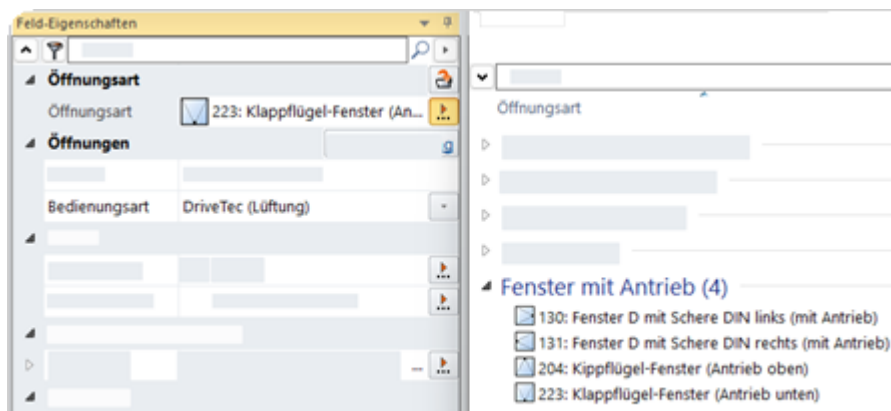 Feld-Eigenschaften
Öffnungsart
Öffnungsart 223: Klappflügel-Fenster (An...
Öffnungen
Bedienungsart DriveTec (Lüftung)
Öffnungsart
Fenster mit Antrieb (4)
130: Fenster D mit Schere DIN links (mit Antrieb)
131: Fenster D mit Schere DIN rechts (mit Antrieb)
204: Kippflügel-Fenster (Antrieb oben)
223: Klappflügel-Fenster (Antrieb unten)